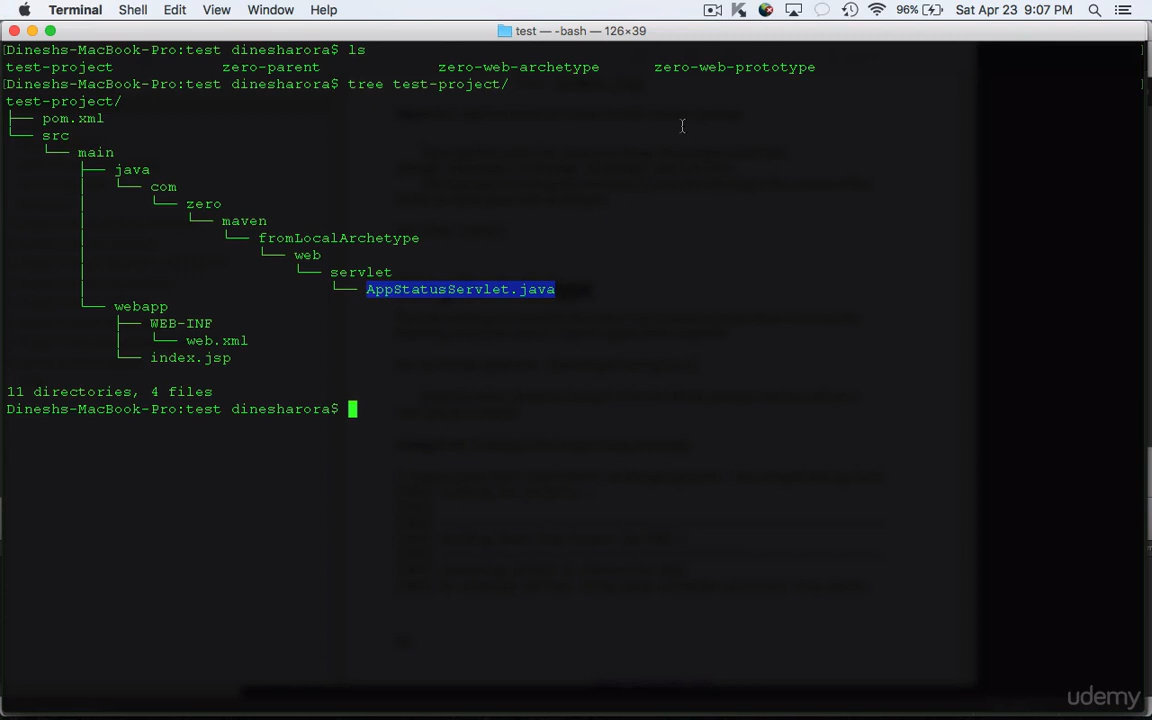 Terminal Shell Edit View Window Help 96% Sat Apr 23 9:07 PM
test — -bash — 126×39
[Dineshs-MacBook-Pro:test dinesharora$ ls ]
test-project zero-parent zero-web-archetype zero-web-prototype
[Dineshs-MacBook-Pro:test dinesharora$ tree test-project/ ]
test-project/
├── pom.xml
└── src
└── main
├── java
│ └── com
│ └── zero
│ └── maven
│ └── fromLocalArchetype
│ └── web
│ └── servlet
│ └── AppStatusServlet.java
└── webapp
├── WEB-INF
│ └── web.xml
└── index.jsp
11 directories, 4 files
Dineshs-MacBook-Pro:test dinesharora$
udemy